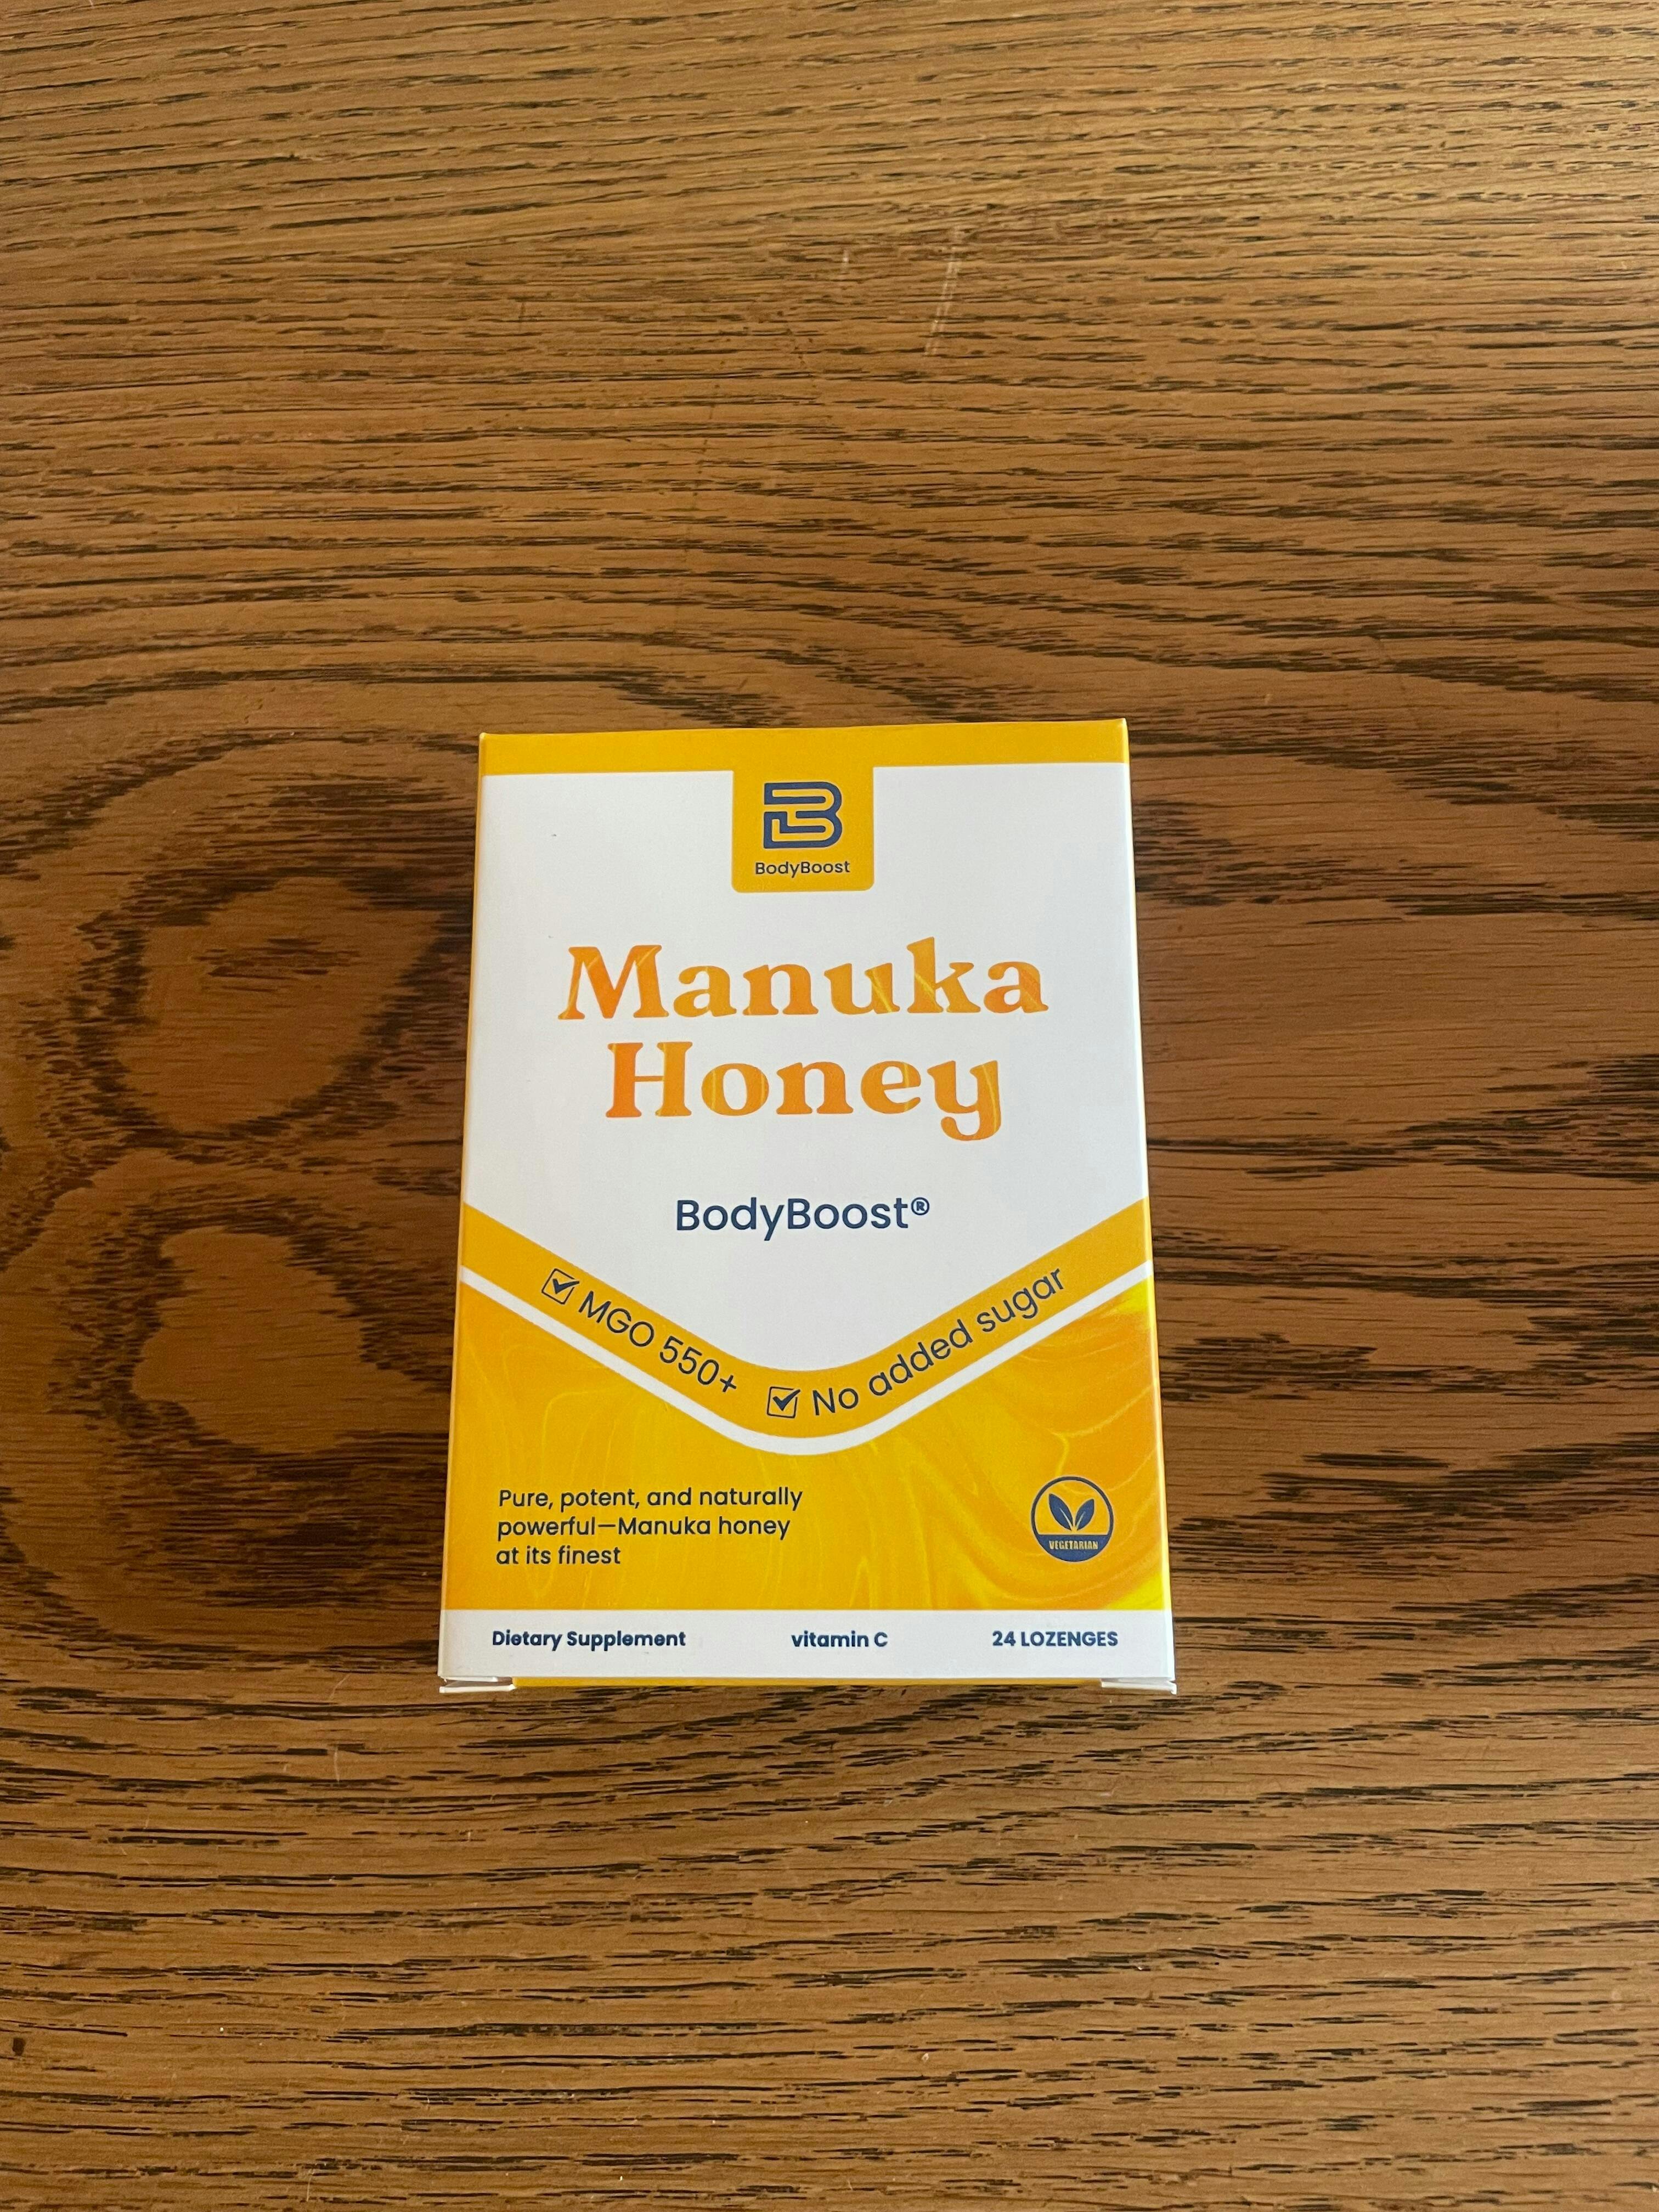 BodyBoost
Manuka
Honey
BodyBoost®
MGO 550+
No added sugar
Pure, potent, and naturally
powerful—Manuka honey
at its finest
VEGETARIAN
Dietary Supplement
vitamin C
24 LOZENGES